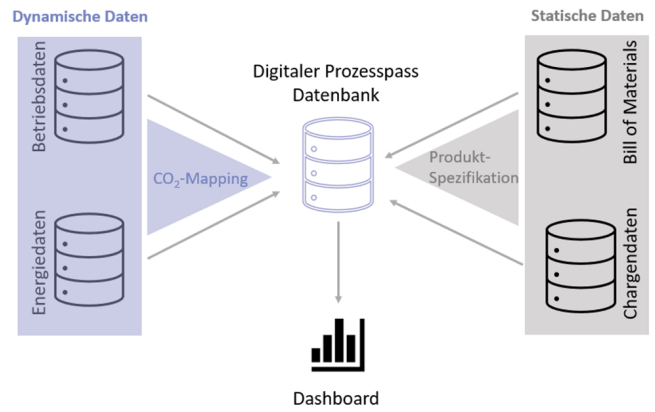 Dynamische Daten
Statische Daten
Betriebsdaten
Energiedaten
CO₂-Mapping
Digitaler Prozesspass
Datenbank
Produkt-
Spezifikation
Bill of Materials
Chargendaten
Dashboard